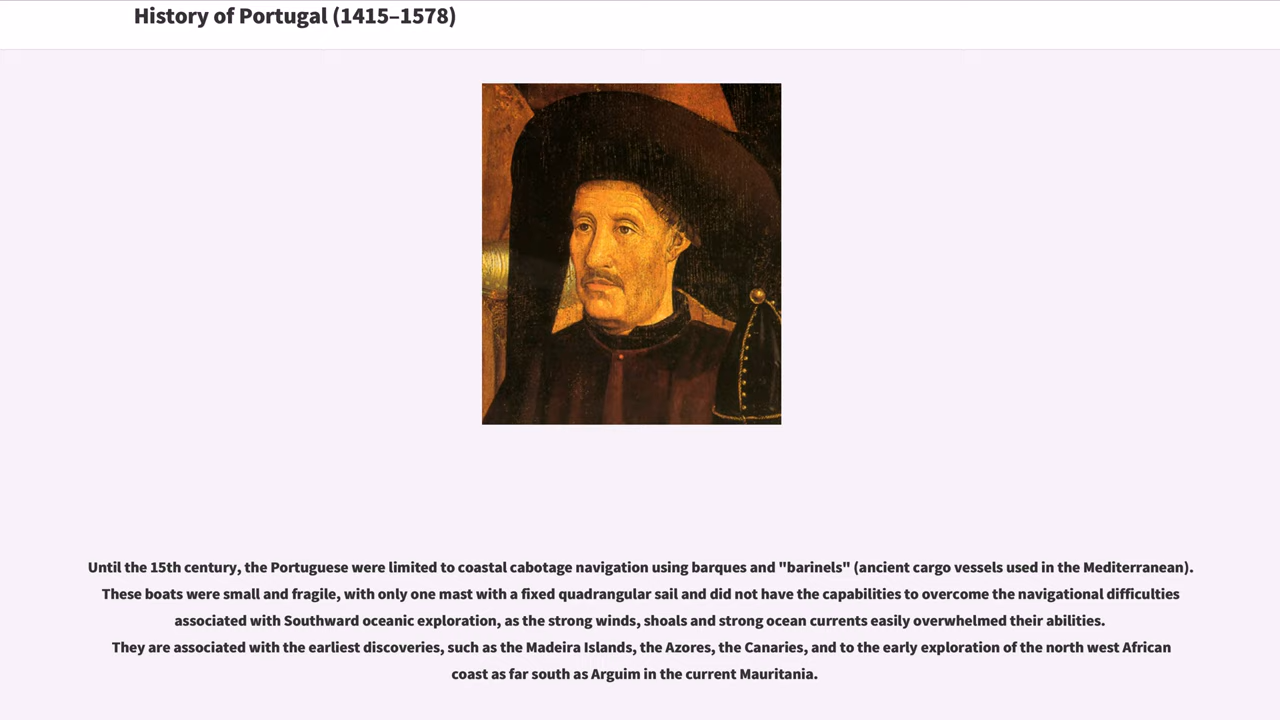 History of Portugal (1415–1578)
Until the 15th century, the Portuguese were limited to coastal cabotage navigation using barques and "barinels" (ancient cargo vessels used in the Mediterranean).
These boats were small and fragile, with only one mast with a fixed quadrangular sail and did not have the capabilities to overcome the navigational difficulties
associated with Southward oceanic exploration, as the strong winds, shoals and strong ocean currents easily overwhelmed their abilities.
They are associated with the earliest discoveries, such as the Madeira Islands, the Azores, the Canaries, and to the early exploration of the north west African
coast as far south as Arguim in the current Mauritania.